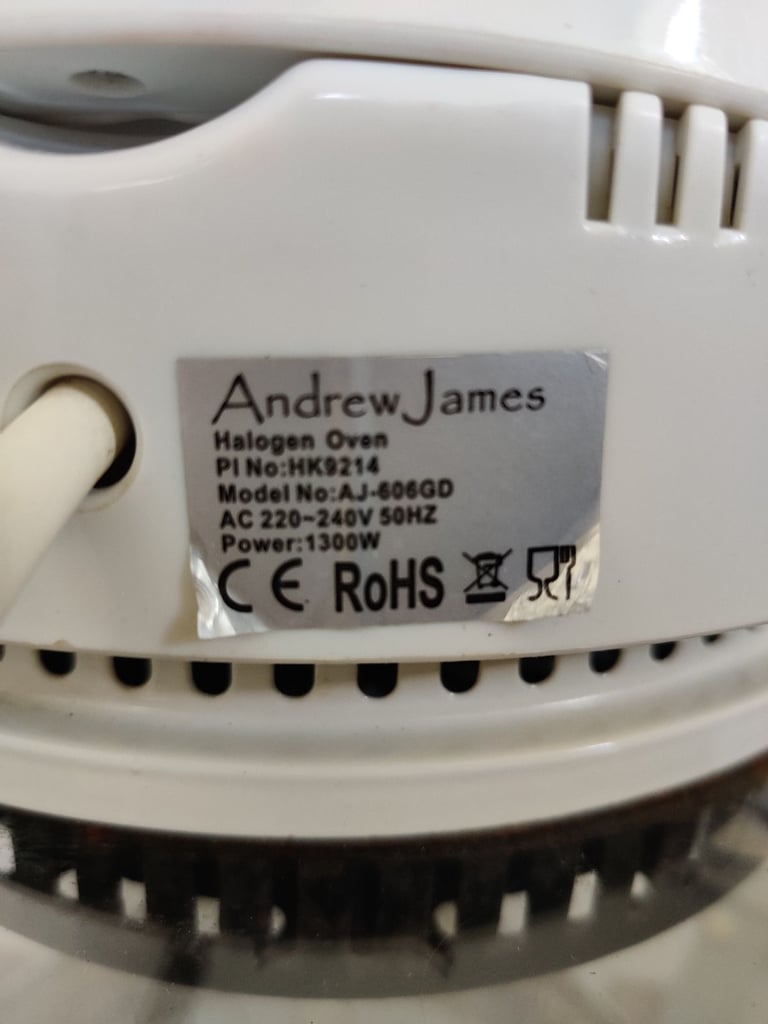 Andrew James
Halogen Oven
PI No:HK9214
Model No:AJ-606GD
AC 220~240V 50HZ
Power:1300W
CE RoHS